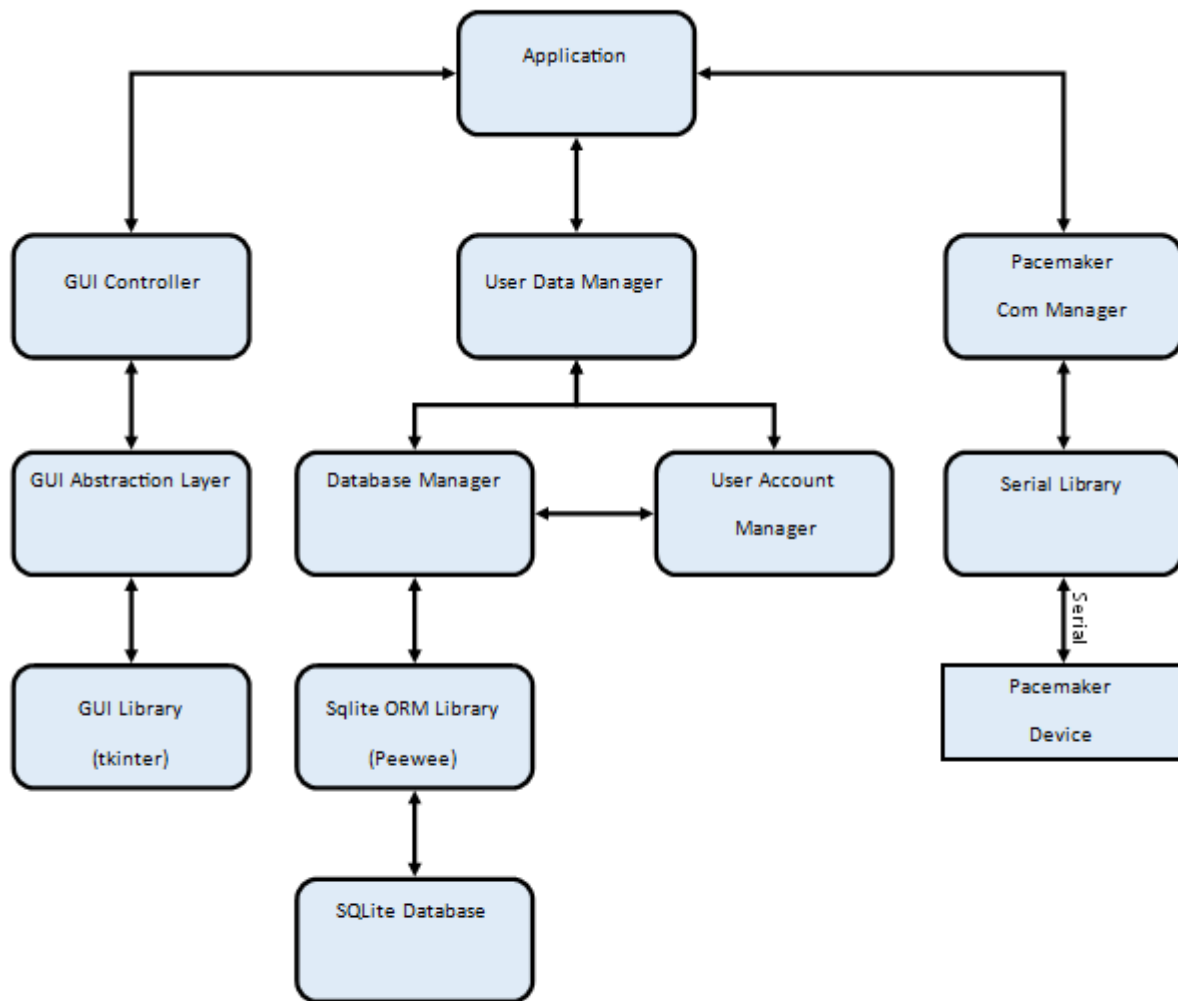 Application
GUI Controller
User Data Manager
Pacemaker
Com Manager
GUI Abstraction Layer
Database Manager
User Account
Manager
Serial Library
Serial
GUI Library
(tkinter)
Sqlite ORM Library
(Peewee)
Pacemaker
Device
SQLite Database